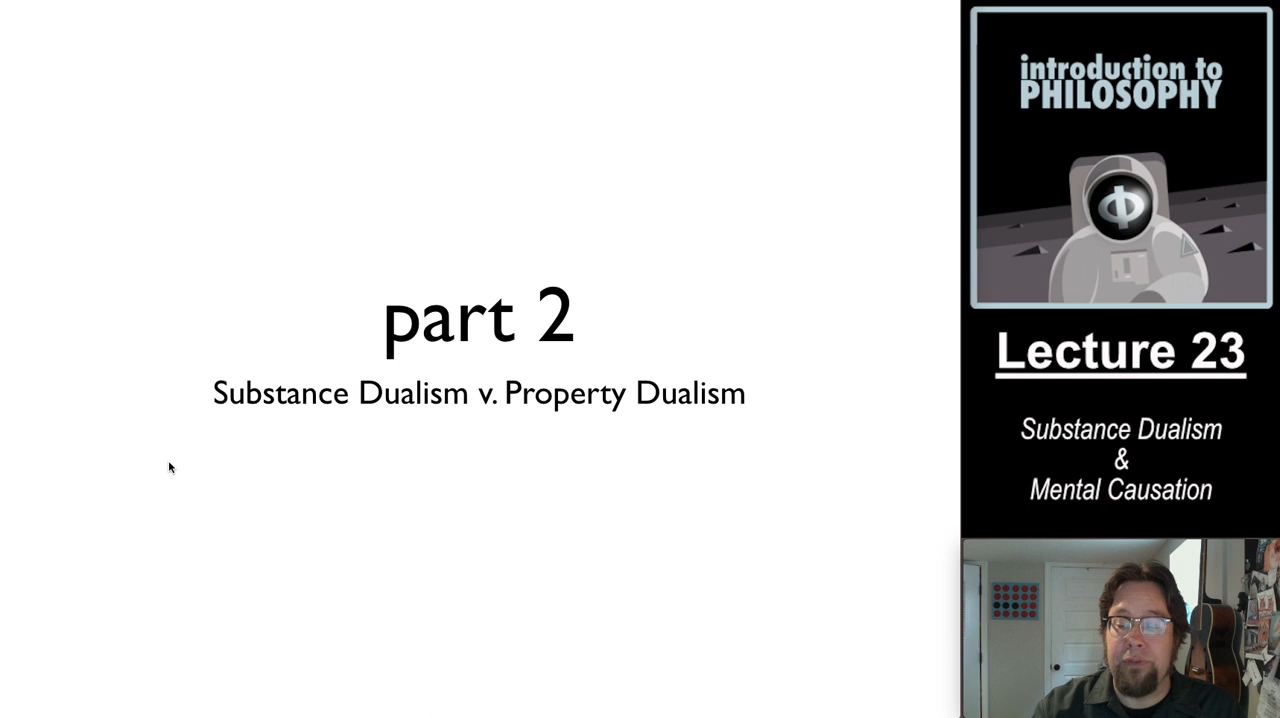 part 2
Substance Dualism v. Property Dualism
introduction to
PHILOSOPHY
Φ
Lecture 23
Substance Dualism
&
Mental Causation